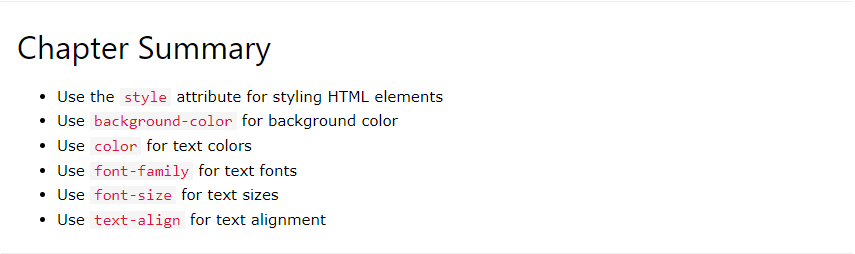 Chapter Summary
• Use the style attribute for styling HTML elements
• Use background-color for background color
• Use color for text colors
• Use font-family for text fonts
• Use font-size for text sizes
• Use text-align for text alignment